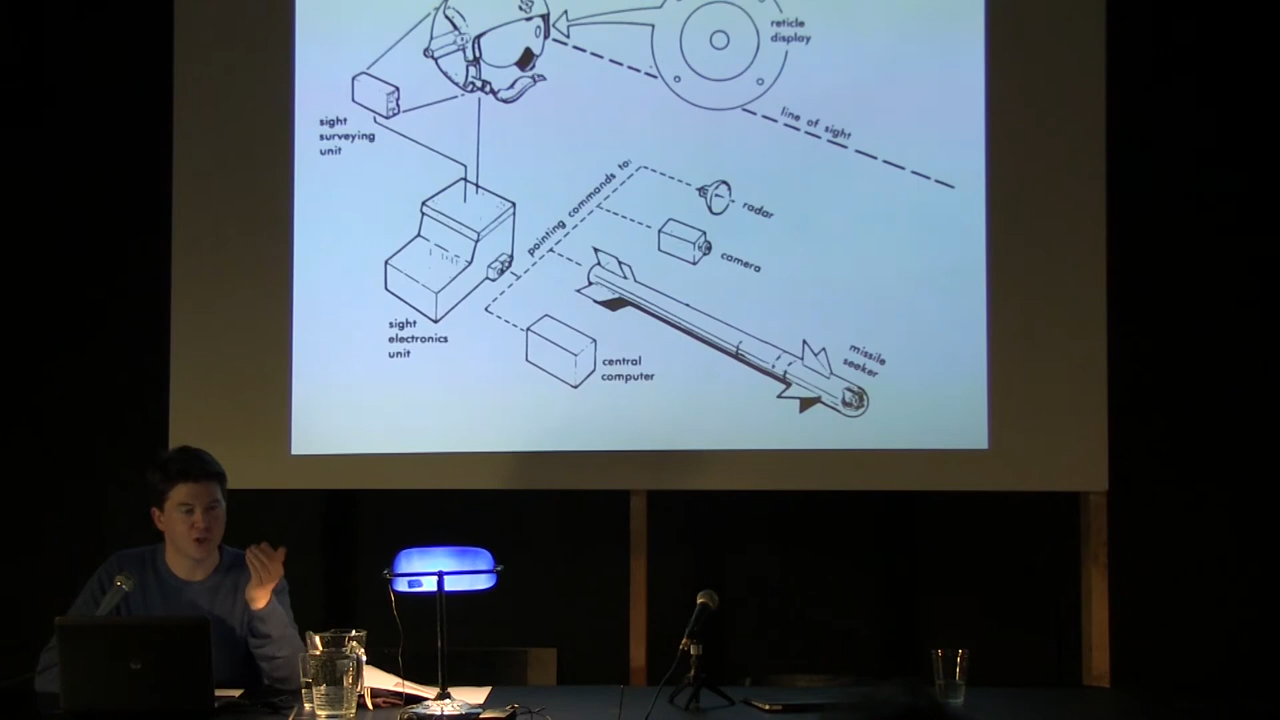 reticle
display
line of sight
sight
surveying
unit
pointing commands to:
radar
camera
sight
electronics
unit
central
computer
missile
seeker